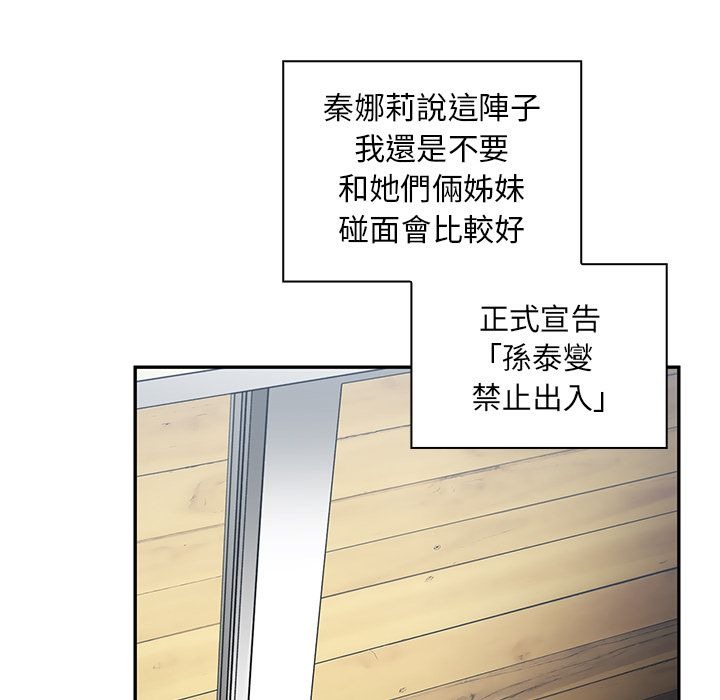 秦娜莉說這陣子
我還是不要
和她們倆姊妹
碰面會比較好
正式宣告
「孫泰燮
禁止出入」